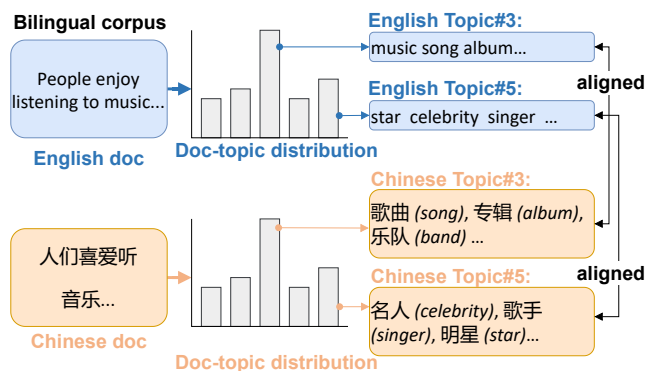 Bilingual corpus
People enjoy
listening to music...
English doc
Doc-topic distribution
English Topic#3:
music song album...
English Topic#5:
star celebrity singer ...
aligned
人们喜爱听
音乐...
Chinese doc
Doc-topic distribution
Chinese Topic#3:
歌曲 (song), 专辑 (album),
乐队 (band) ...
Chinese Topic#5:
名人 (celebrity), 歌手
(singer), 明星 (star)...
aligned